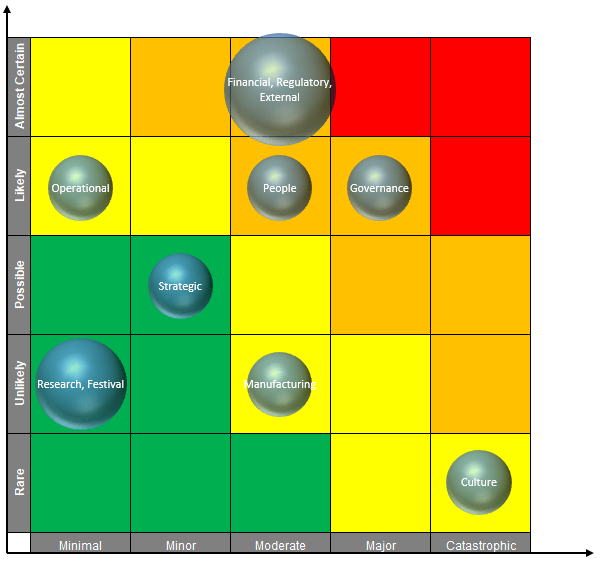 Almost Certain
Financial, Regulatory,
External
Likely
Operational
People
Governance
Possible
Strategic
Unlikely
Research, Festival
Manufacturing
Rare
Culture
Minimal
Minor
Moderate
Major
Catastrophic